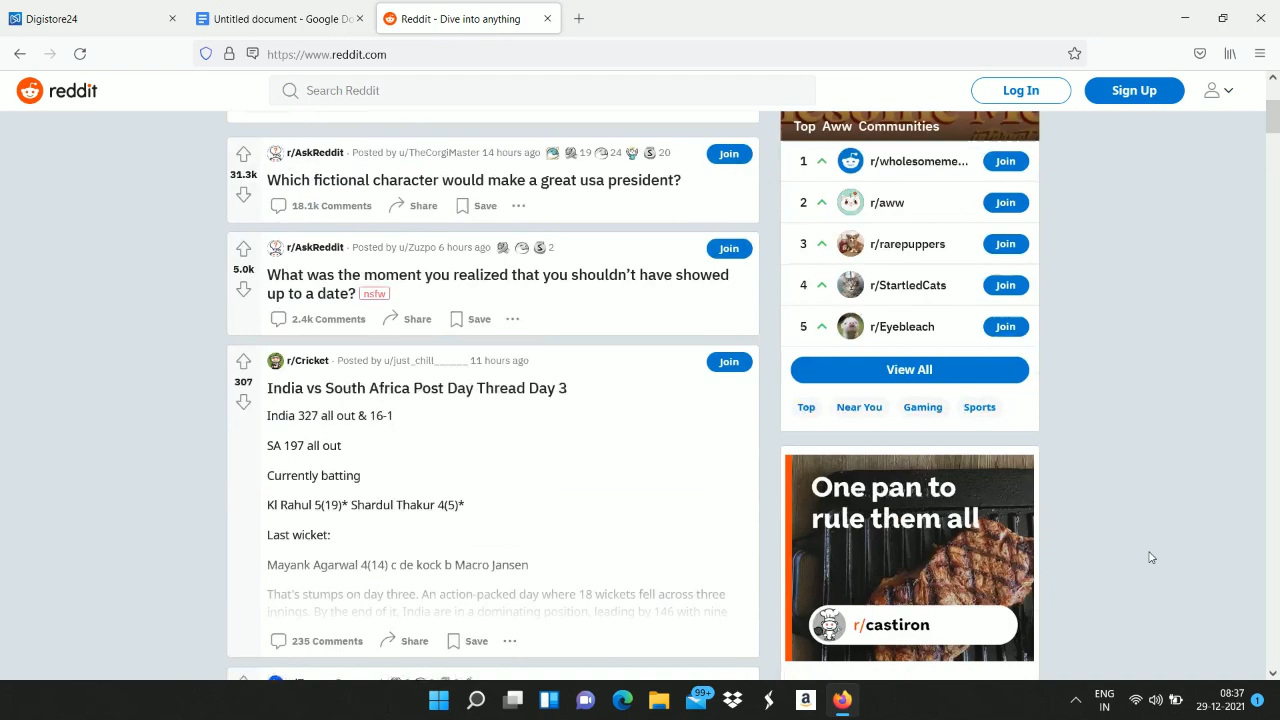 Digistore24
Untitled document - Google Do
Reddit - Dive into anything
https://www.reddit.com
reddit
Search Reddit
Log In
Sign Up
r/AskReddit · Posted by u/TheCorgiMaster 14 hours ago 19 24 20
Join
31.3k
Which fictional character would make a great usa president?
18.1k Comments Share Save
r/AskReddit · Posted by u/Zuzpo 6 hours ago 2
Join
5.0k
What was the moment you realized that you shouldn't have showed
up to a date? nsfw
2.4k Comments Share Save
r/Cricket · Posted by u/just_chill______ 11 hours ago
Join
307
India vs South Africa Post Day Thread Day 3
India 327 all out & 16-1
SA 197 all out
Currently batting
Kl Rahul 5(19)* Shardul Thakur 4(5)*
Last wicket:
Mayank Agarwal 4(14) c de kock b Macro Jansen
That's stumps on day three. An action-packed day where 18 wickets fell across three
innings. By the end of it, India are in a dominating position, leading by 146 with nine
235 Comments Share Save
Top Aww Communities
1 r/wholesomeme... Join
2 r/aww Join
3 r/rarepuppers Join
4 r/StartledCats Join
5 r/Eyebleach Join
View All
Top Near You Gaming Sports
One pan to
rule them all
r/castiron
99+
a
ENG
IN
08:37
29-12-2021
1